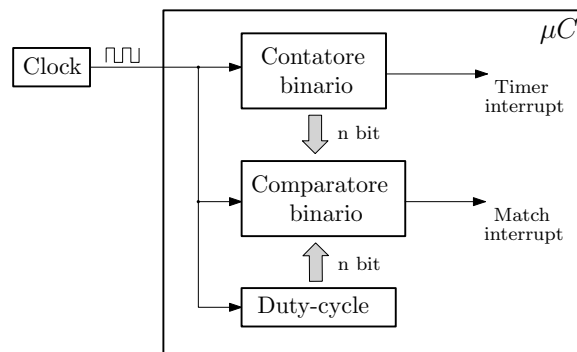 μC
Clock
Contatore
binario
Timer
interrupt
n bit
Comparatore
binario
Match
interrupt
n bit
Duty-cycle